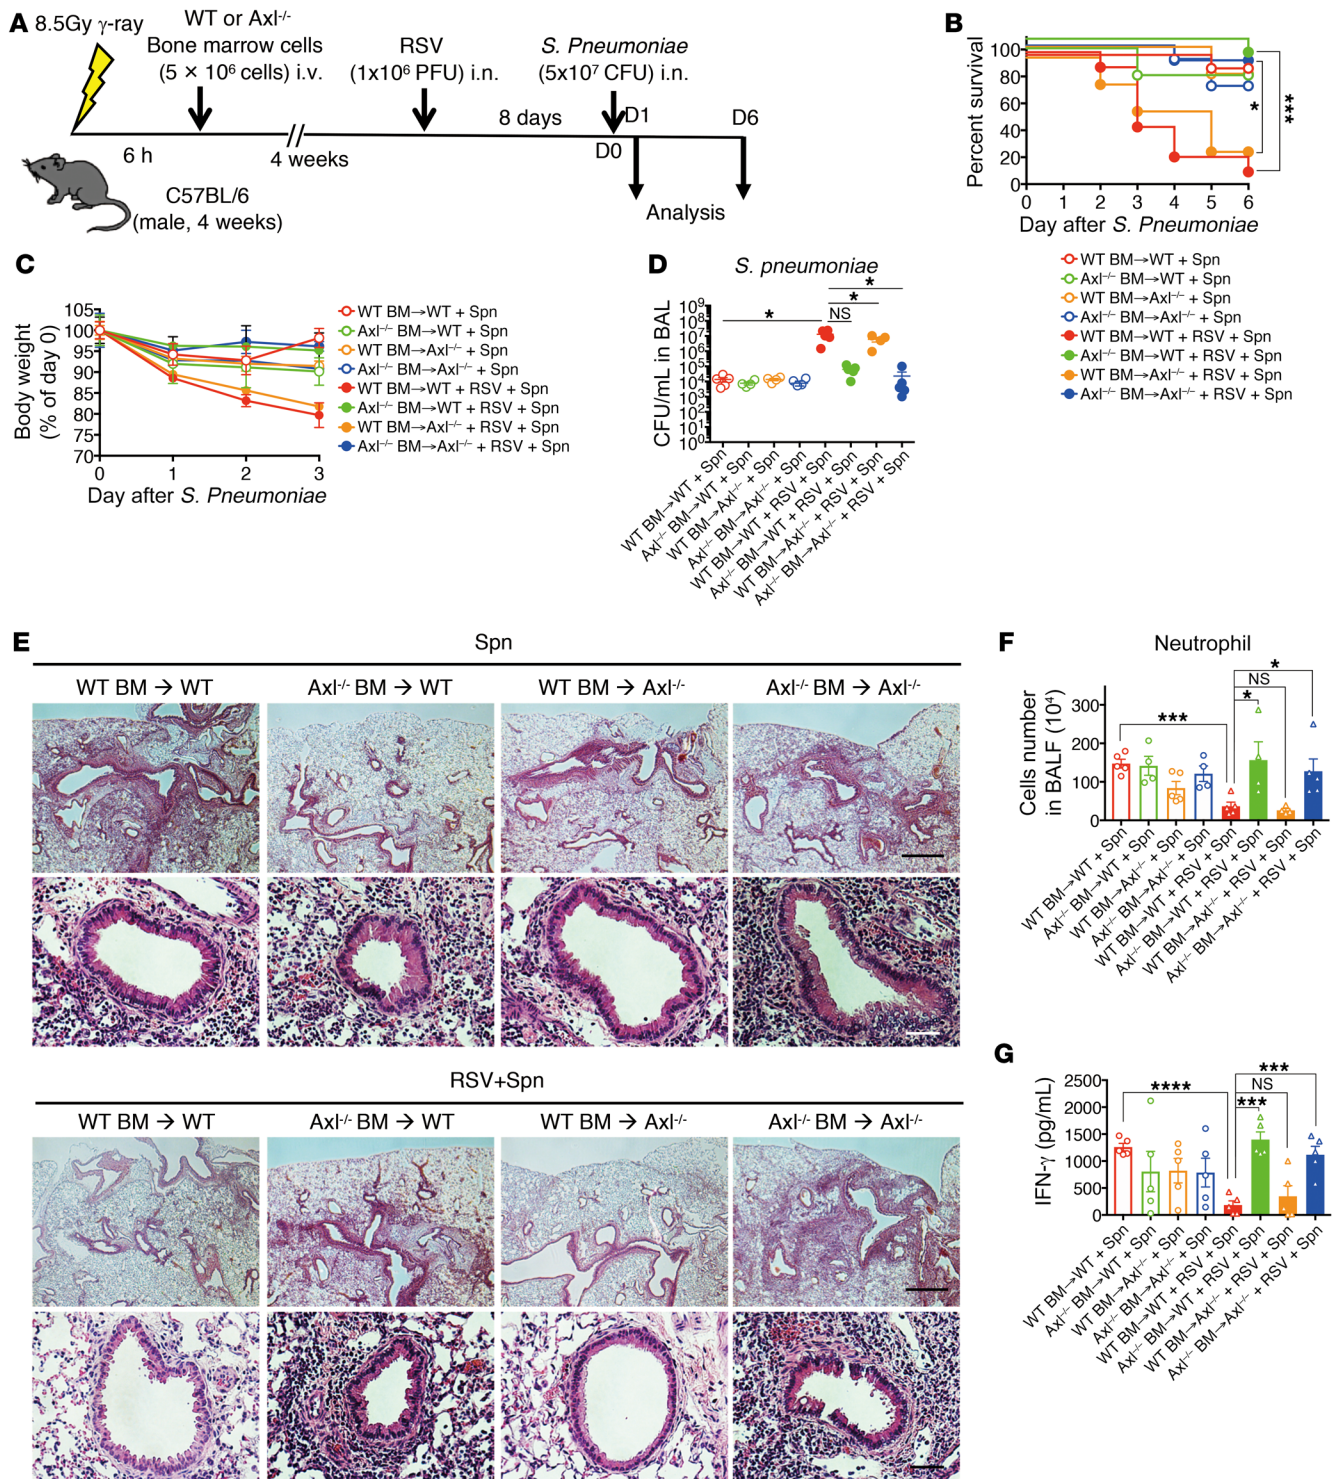 A
8.5Gy γ-ray
WT or Axl-/-
Bone marrow cells
(5 × 10⁶ cells) i.v.
RSV
(1x10⁶ PFU) i.n.
S. Pneumoniae
(5x10⁷ CFU) i.n.
8 days
D1
D6
6 h
4 weeks
D0
C57BL/6
(male, 4 weeks)
Analysis
B
Percent survival
100
80
60
40
20
0
0 1 2 3 4 5 6
Day after S. Pneumoniae
*
***
WT BM→WT + Spn
Axl–/– BM→WT + Spn
WT BM→Axl–/– + Spn
Axl–/– BM→Axl–/– + Spn
WT BM→WT + RSV + Spn
Axl–/– BM→WT + RSV + Spn
WT BM→Axl–/– + RSV + Spn
Axl–/– BM→Axl–/– + RSV + Spn
C
Body weight
(% of day 0)
105
100
95
90
85
80
75
70
0 1 2 3
Day after S. Pneumoniae
WT BM→WT + Spn
Axl–/– BM→WT + Spn
WT BM→Axl–/– + Spn
Axl–/– BM→Axl–/– + Spn
WT BM→WT + RSV + Spn
Axl–/– BM→WT + RSV + Spn
WT BM→Axl–/– + RSV + Spn
Axl–/– BM→Axl–/– + RSV + Spn
D
S. pneumoniae
CFU/mL in BAL
10⁹
10⁸
10⁷
10⁶
10⁵
10⁴
10³
10²
10¹
10⁰
*
*
*
NS
WT BM→WT + Spn
Axl–/– BM→WT + Spn
WT BM→Axl–/– + Spn
Axl–/– BM→Axl–/– + Spn
WT BM→WT + RSV + Spn
Axl–/– BM→WT + RSV + Spn
WT BM→Axl–/– + RSV + Spn
Axl–/– BM→Axl–/– + RSV + Spn
E
Spn
WT BM → WT
Axl-/- BM → WT
WT BM → Axl-/-
Axl-/- BM → Axl-/-
RSV+Spn
WT BM → WT
Axl-/- BM → WT
WT BM → Axl-/-
Axl-/- BM → Axl-/-
F
Neutrophil
Cells number
in BALF (10⁴)
300
200
100
0
***
*
NS
*
WT BM→WT + Spn
Axl–/– BM→WT + Spn
WT BM→Axl–/– + Spn
Axl–/– BM→Axl–/– + Spn
WT BM→WT + RSV + Spn
Axl–/– BM→WT + RSV + Spn
WT BM→Axl–/– + RSV + Spn
Axl–/– BM→Axl–/– + RSV + Spn
G
IFN-γ (pg/mL)
2500
2000
1500
1000
500
0
****
***
NS
***
WT BM→WT + Spn
Axl–/– BM→WT + Spn
WT BM→Axl–/– + Spn
Axl–/– BM→Axl–/– + Spn
WT BM→WT + RSV + Spn
Axl–/– BM→WT + RSV + Spn
WT BM→Axl–/– + RSV + Spn
Axl–/– BM→Axl–/– + RSV + Spn